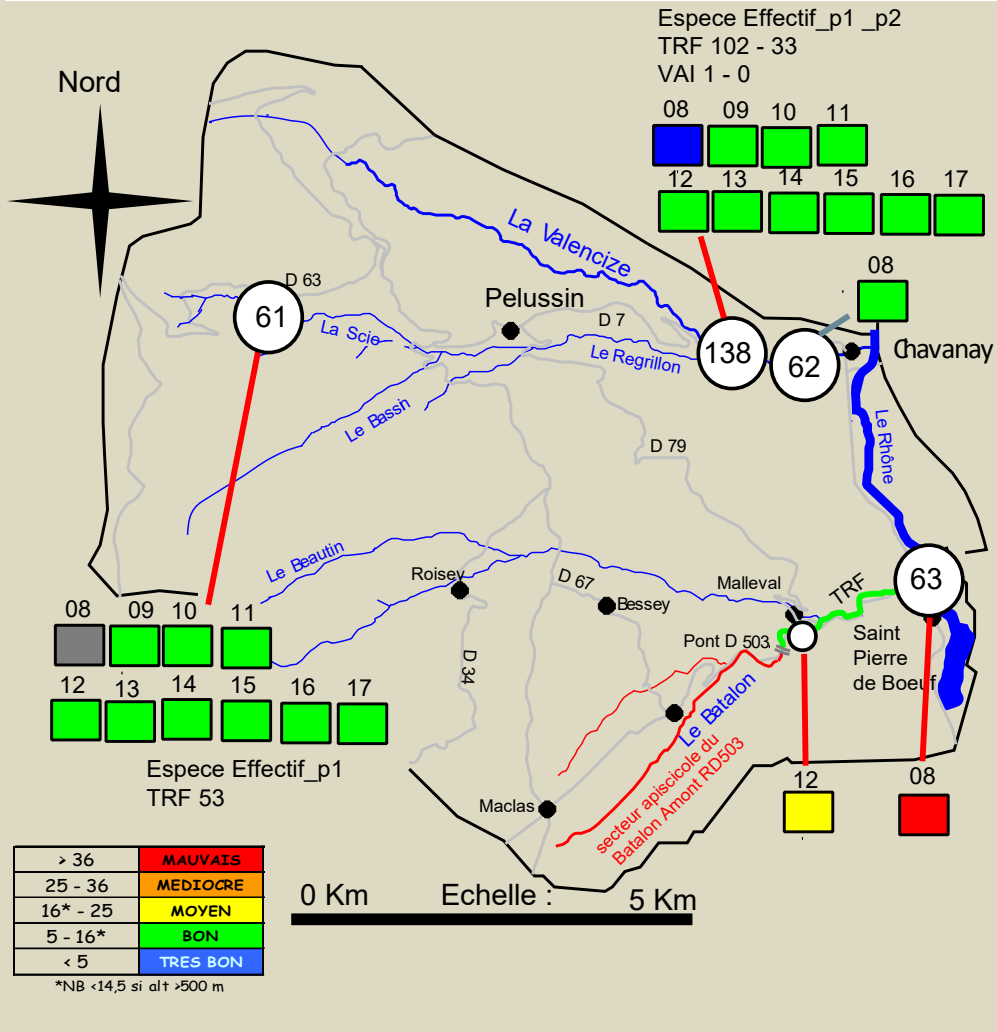 Espece Effectif_p1 _p2
TRF 102 - 33
VAI 1 - 0
Nord
08 09 10 11
12 13 14 15 16 17
La Valencize
08
D 63
61
Pelussin
D 7
La Scie
Le Regrillon
138
62
Chavanay
Le Bassin
Le Rhône
D 79
Le Beautin
Roisey
D 67
Bessey
Malleval
TRF
63
08 09 10 11
Pont D 503
Saint
Pierre
de Boeuf
D 34
12 13 14 15 16 17
Le Batalon
secteur apiscicole du
Batalon Amont RD503
Espece Effectif_p1
TRF 53
12
08
Maclas
> 36 MAUVAIS
25 - 36 MEDIOCRE
16* - 25 MOYEN
5 - 16* BON
< 5 TRES BON
*NB <14,5 si alt >500 m
0 Km Echelle : 5 Km